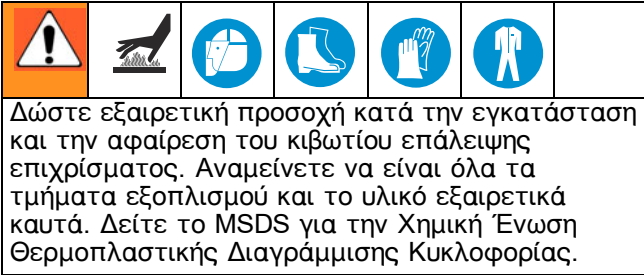 Δώστε εξαιρετική προσοχή κατά την εγκατάσταση
και την αφαίρεση του κιβωτίου επάλειψης
επιχρίσματος. Αναμείνετε να είναι όλα τα
τμήματα εξοπλισμού και το υλικό εξαιρετικά
καυτά. Δείτε το MSDS για την Χημική Ένωση
Θερμοπλαστικής Διαγράμμισης Κυκλοφορίας.